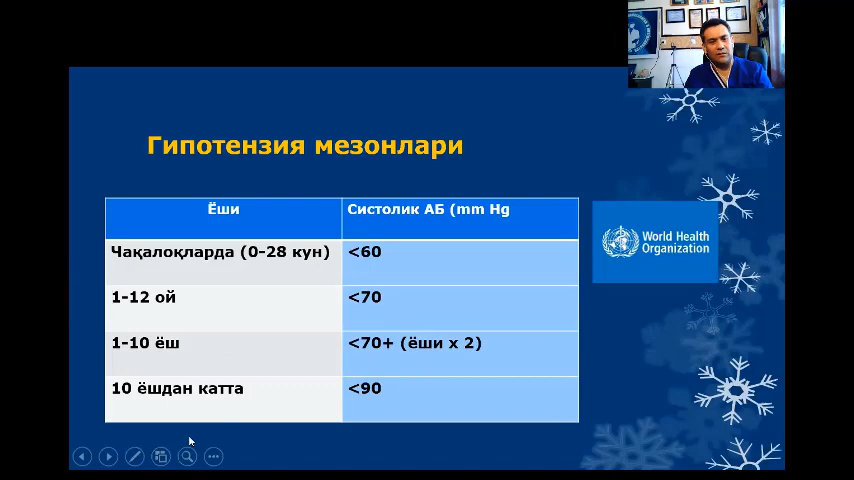 Гипотензия мезонлари
Ёши
Систолик АБ (mm Hg
Чақалоқларда (0-28 кун)
<60
1-12 ой
<70
1-10 ёш
<70+ (ёши x 2)
10 ёшдан катта
<90
World Health
Organization